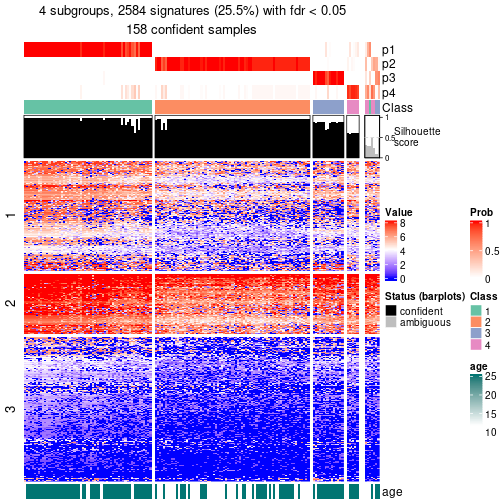 4 subgroups, 2584 signatures (25.5%) with fdr < 0.05
158 confident samples
p1
p2
p3
p4
Class
1
0.5
0
Silhouette
score
1
2
3
age
Value
8
6
4
2
0
Prob
1
0.5
0
Status (barplots)
confident
ambiguous
Class
1
2
3
4
age
25
20
15
10